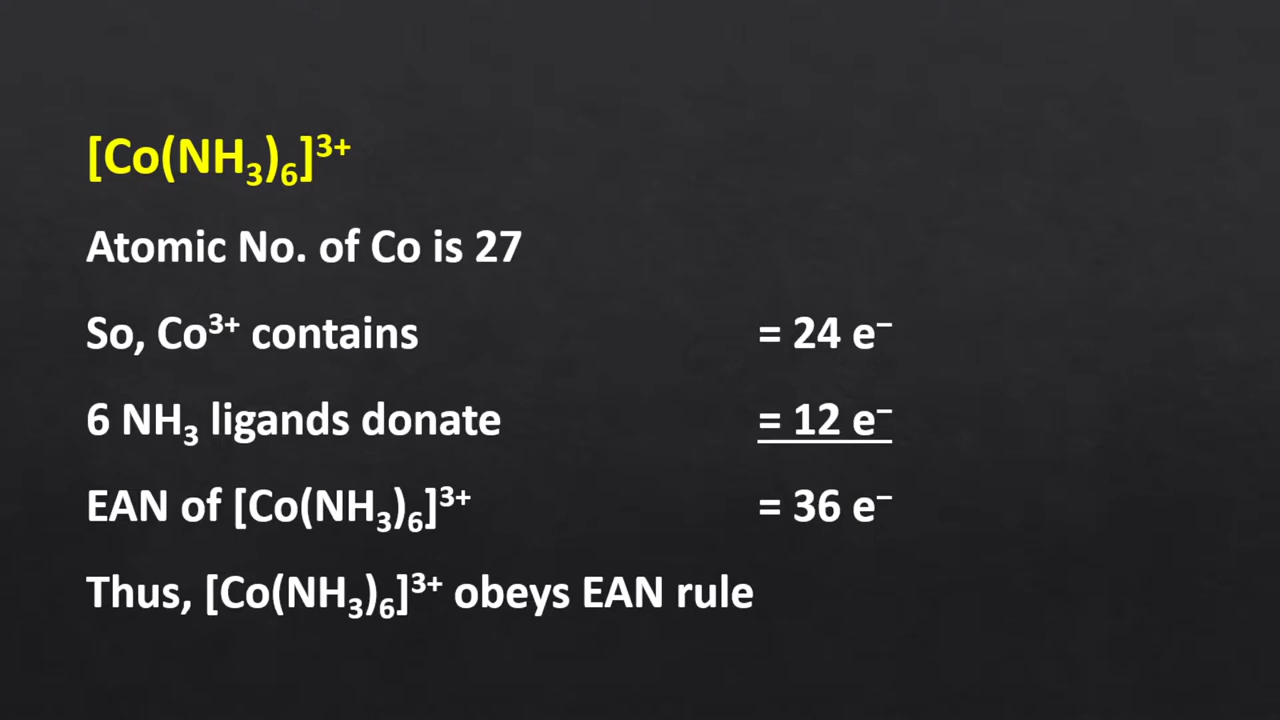 [Co(NH₃)₆]³⁺
Atomic No. of Co is 27
So, Co³⁺ contains = 24 e⁻
6 NH₃ ligands donate = 12 e⁻
EAN of [Co(NH₃)₆]³⁺ = 36 e⁻
Thus, [Co(NH₃)₆]³⁺ obeys EAN rule